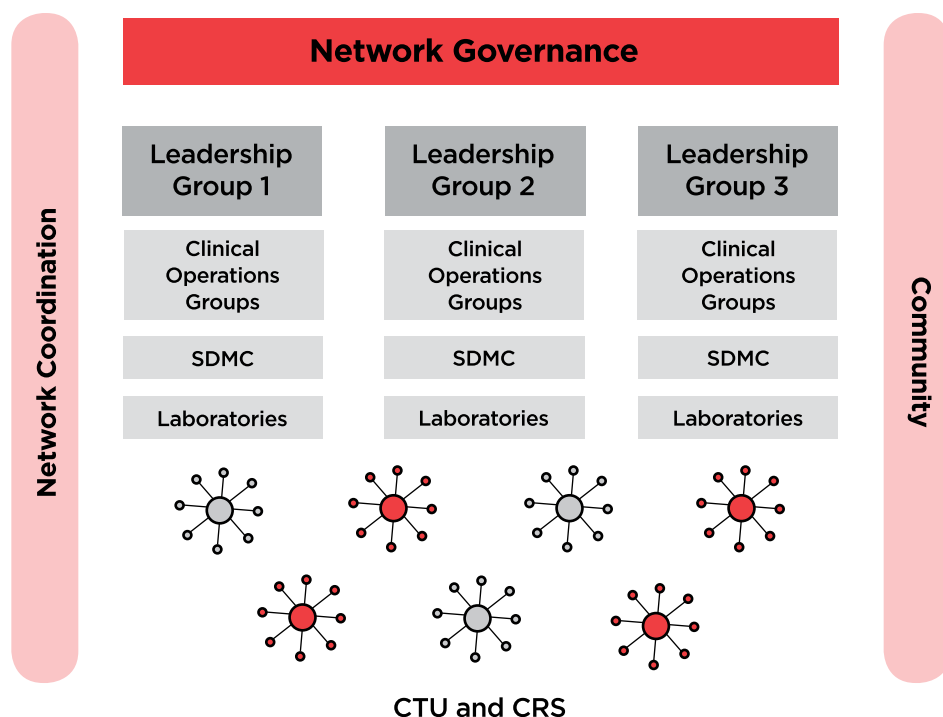 Network Governance
Network Coordination
Leadership
Group 1
Clinical
Operations
Groups
SDMC
Laboratories
Leadership
Group 2
Clinical
Operations
Groups
SDMC
Laboratories
Leadership
Group 3
Clinical
Operations
Groups
SDMC
Laboratories
Community
CTU and CRS